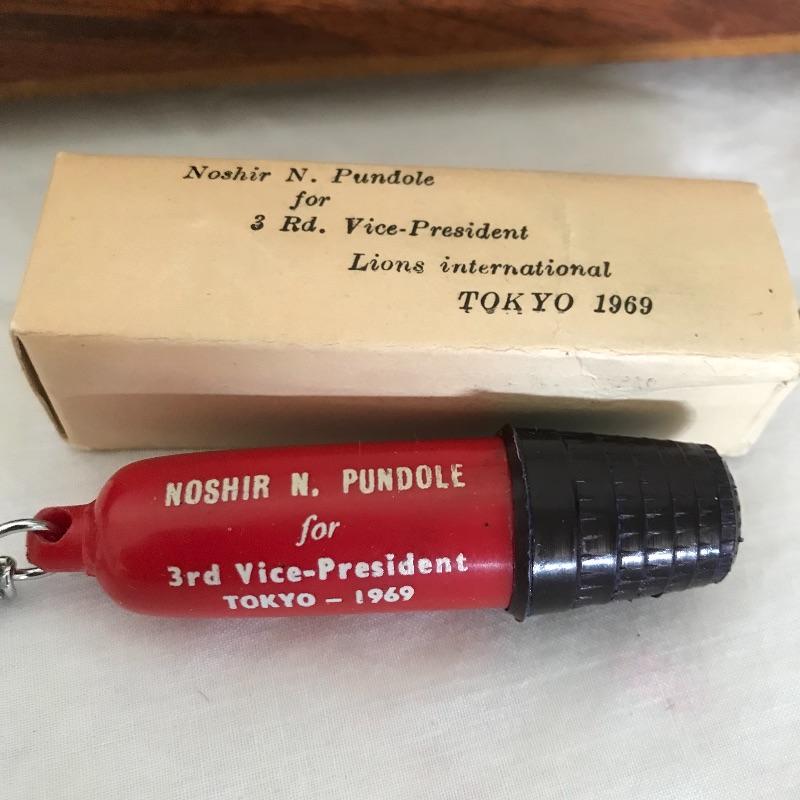 Noshir N. Pundole
for
3 Rd. Vice-President
Lions international
TOKYO 1969
NOSHIR N. PUNDOLE
for
3rd Vice-President
TOKYO – 1969